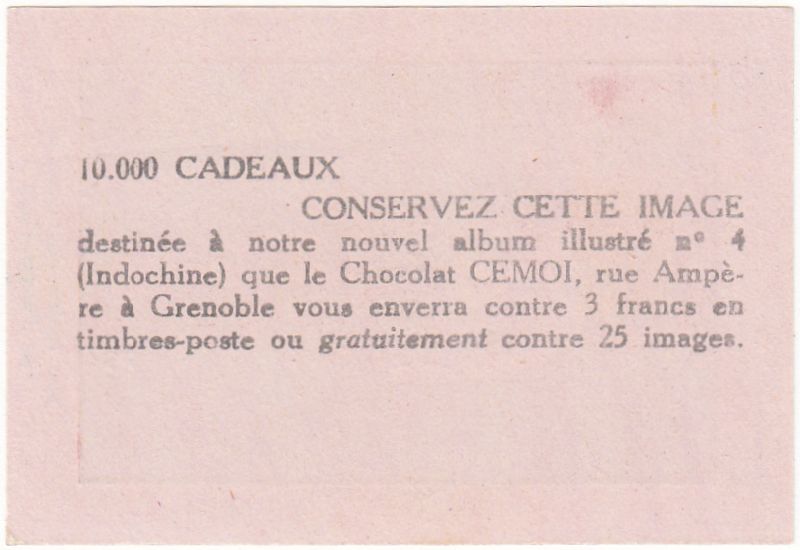 10.000 CADEAUX
CONSERVEZ CETTE IMAGE
destinée à notre nouvel album illustré n° 4
(Indochine) que le Chocolat CEMOI, rue Ampè-
re à Grenoble vous enverra contre 3 francs en
timbres-poste ou gratuitement contre 25 images.